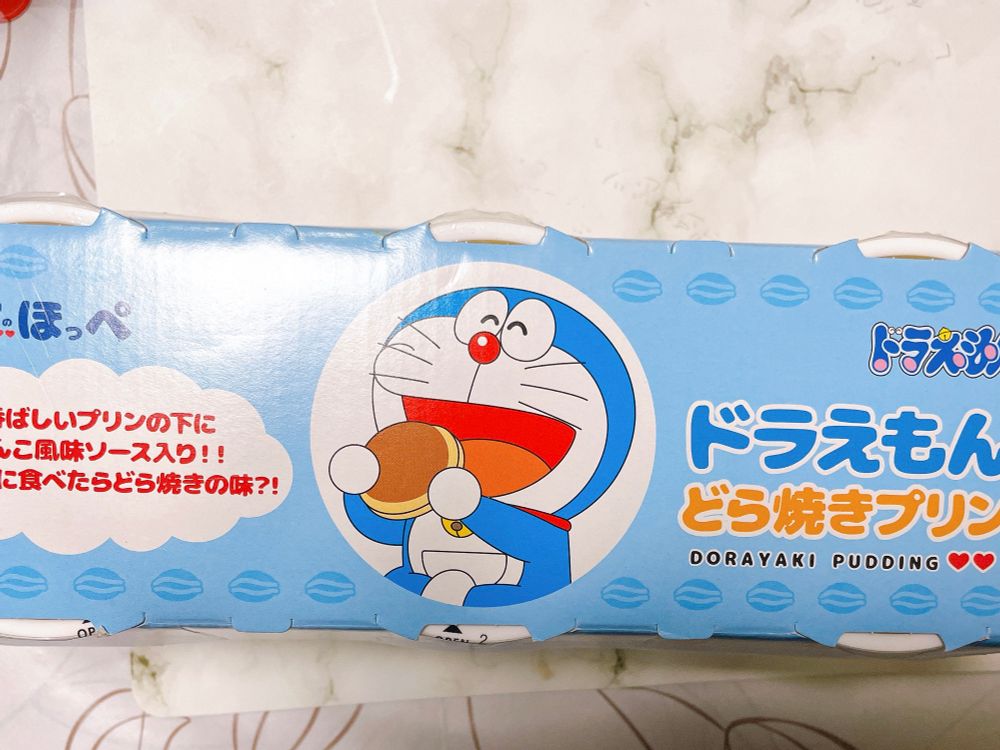 のほっぺ
ばしいプリンの下に
んこ風味ソース入り!!
に食べたらどら焼きの味?!
ドラえもん
ドラえもん
どら焼きプリン
DORAYAKI PUDDING
OPEN 2